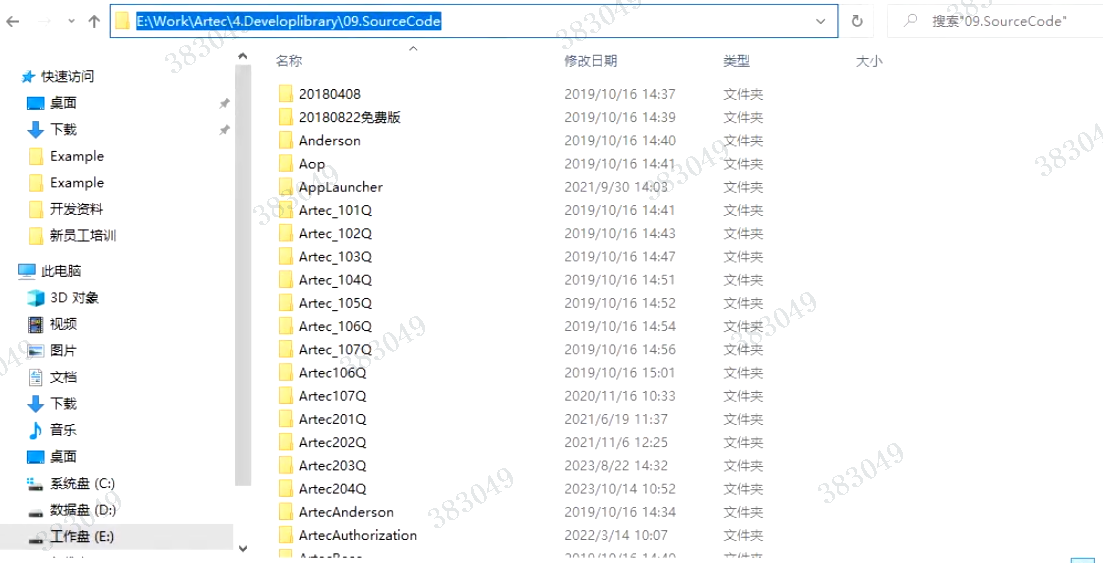 E:\Work\Artec\4.Developlibrary\09.SourceCode
搜索"09.SourceCode"
快速访问
桌面
下载
Example
Example
开发资料
新员工培训
此电脑
3D 对象
视频
图片
文档
下载
音乐
桌面
系统盘 (C:)
数据盘 (D:)
工作盘 (E:)
名称 修改日期 类型 大小
20180408 2019/10/16 14:37 文件夹
20180822免费版 2019/10/16 14:39 文件夹
Anderson 2019/10/16 14:40 文件夹
Aop 2019/10/16 14:41 文件夹
AppLauncher 2021/9/30 14:03 文件夹
Artec_101Q 2019/10/16 14:41 文件夹
Artec_102Q 2019/10/16 14:43 文件夹
Artec_103Q 2019/10/16 14:47 文件夹
Artec_104Q 2019/10/16 14:51 文件夹
Artec_105Q 2019/10/16 14:52 文件夹
Artec_106Q 2019/10/16 14:54 文件夹
Artec_107Q 2019/10/16 14:56 文件夹
Artec106Q 2019/10/16 15:01 文件夹
Artec107Q 2020/11/16 10:33 文件夹
Artec201Q 2021/6/19 11:37 文件夹
Artec202Q 2021/11/6 12:25 文件夹
Artec203Q 2023/8/22 14:32 文件夹
Artec204Q 2023/10/14 10:52 文件夹
ArtecAnderson 2019/10/16 14:34 文件夹
ArtecAuthorization 2022/3/14 10:07 文件夹
383049
383049
383049
383049
383049
383049
383049
383049
383049
383049